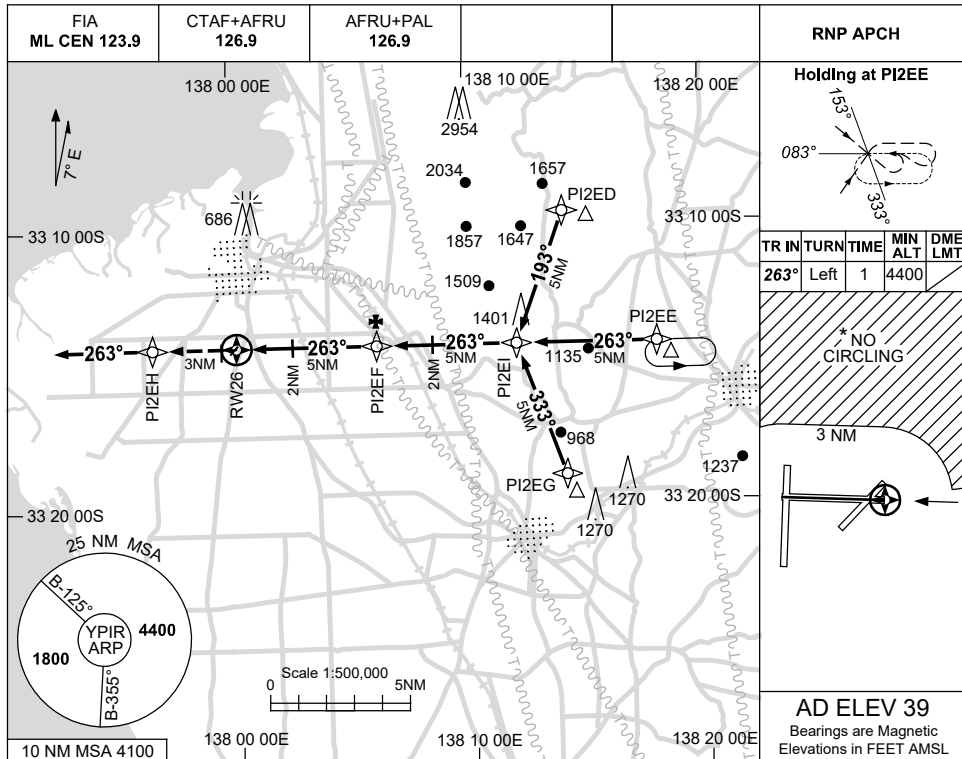 FIA
ML CEN 123.9
CTAF+AFRU
126.9
AFRU+PAL
126.9
RNP APCH
138 00 00E
138 10 00E
138 20 00E
7° E
2954
2034
1657
PI2ED
1857
1647
33 10 00S
33 10 00S
686
1509
193°
5NM
1401
PI2EE
263°
3NM
263°
5NM
2NM
263°
5NM
2NM
263°
5NM
1135
PI2EH
RW26
PI2EF
PI2EI
333°
5NM
968
PI2EG
1237
1270
1270
33 20 00S
33 20 00S
25 NM MSA
B-125°
YPIR
ARP
4400
1800
B-355°
10 NM MSA 4100
Scale 1:500,000
0
5NM
138 00 00E
138 10 00E
138 20 00E
Holding at PI2EE
153°
083°
333°
TR IN TURN TIME MIN ALT DME LMT
263° Left 1 4400
*NO
CIRCLING
3 NM
AD ELEV 39
Bearings are Magnetic
Elevations in FEET AMSL